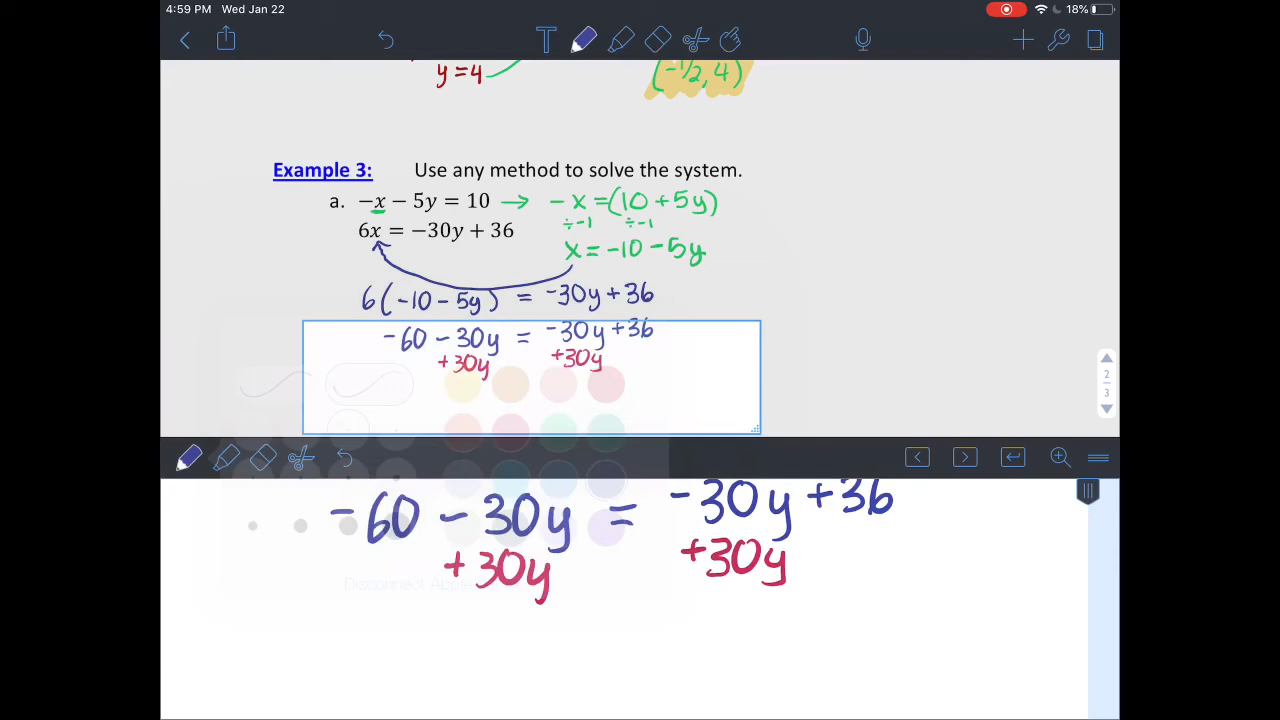 4:59 PM Wed Jan 22 18%
y = 4 (-1/2, 4)
Example 3: Use any method to solve the system.
a. −x − 5y = 10 → -x = (10 + 5y)
÷-1 ÷-1
6x = −30y + 36
x = -10 - 5y
6(-10 - 5y) = -30y + 36
-60 - 30y = -30y + 36
+30y +30y
2
3
-60 - 30y = -30y + 36
+30y +30y